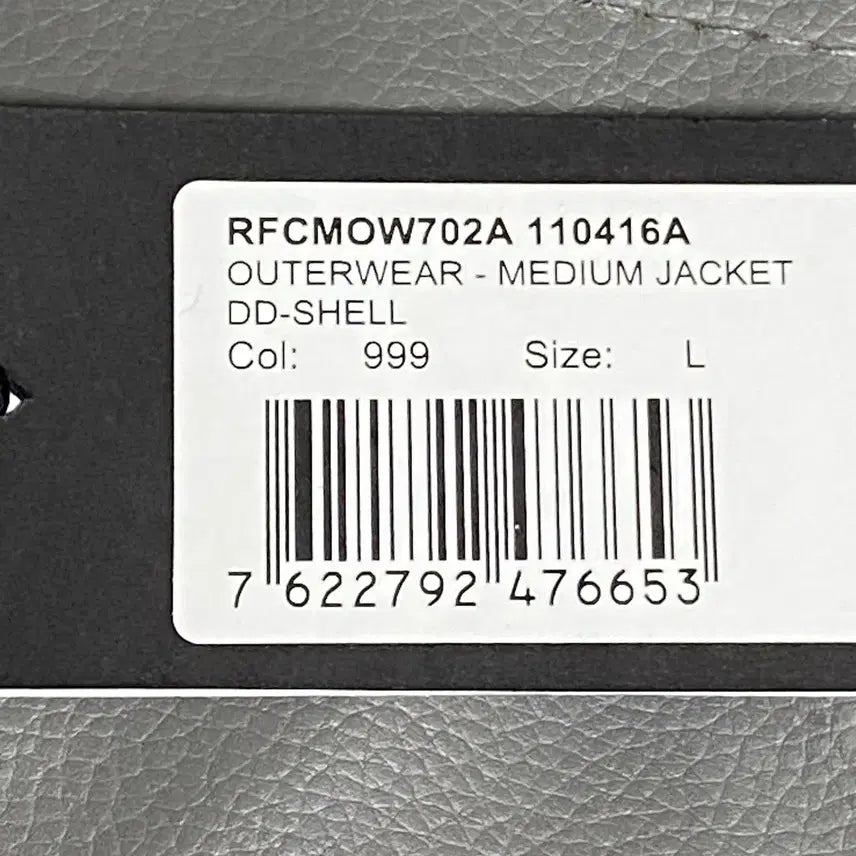 RFCMOW702A 110416A
OUTERWEAR - MEDIUM JACKET
DD-SHELL
Col: 999 Size: L
7 622792 476653